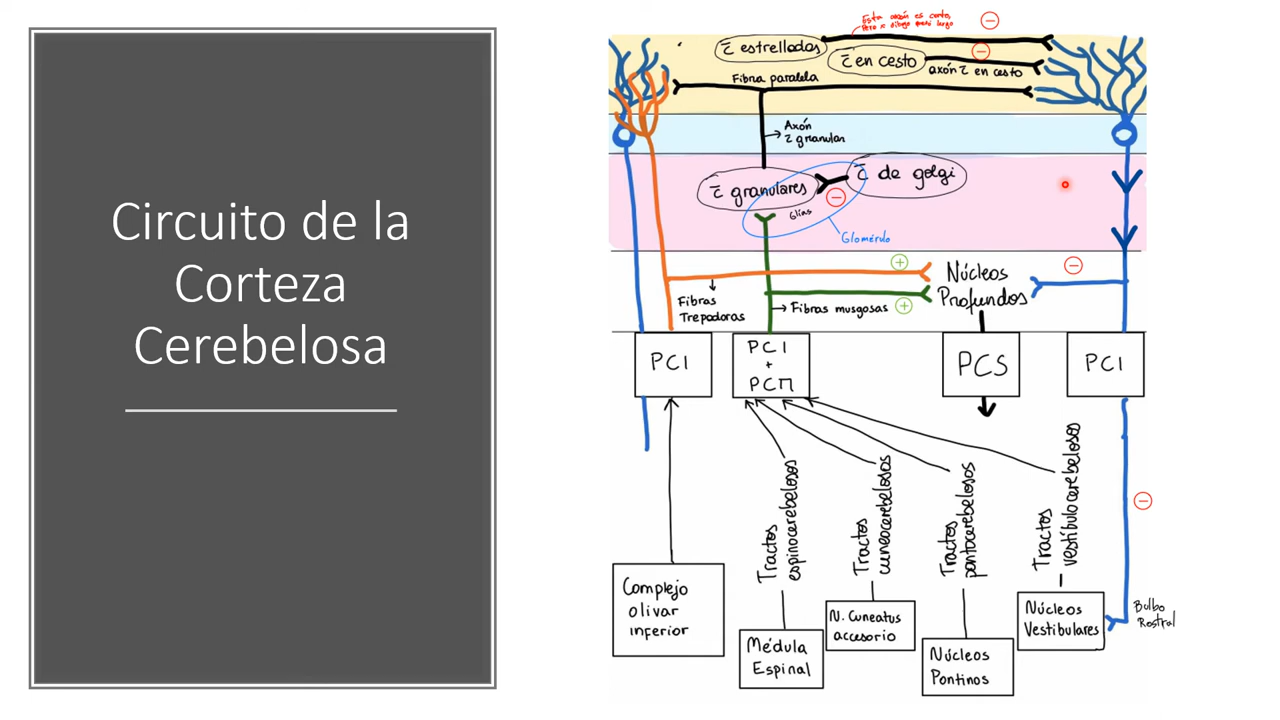 Circuito de la
Corteza
Cerebelosa
Esta axón es corto,
pero se dibujó muy largo
c̄ estrelladas
c̄ en cesto
axón c̄ en cesto
Fibra paralela
Axón
c̄ granular
c̄ granulares
c̄ de golgi
Glías
Glomérulo
Fibras
Trepadoras
Fibras musgosas
Núcleos
Profundos
PCI
PCI
+
PCM
PCS
PCI
Tractos
espinocerebelosos
Tractos
cuneocerebelosos
Tractos
pontocerebelosos
Tractos
vestíbulocerebelosos
Complejo
olivar
inferior
Médula
Espinal
N. Cuneatus
accesorio
Núcleos
Pontinos
Núcleos
Vestibulares
Bulbo
Rostral